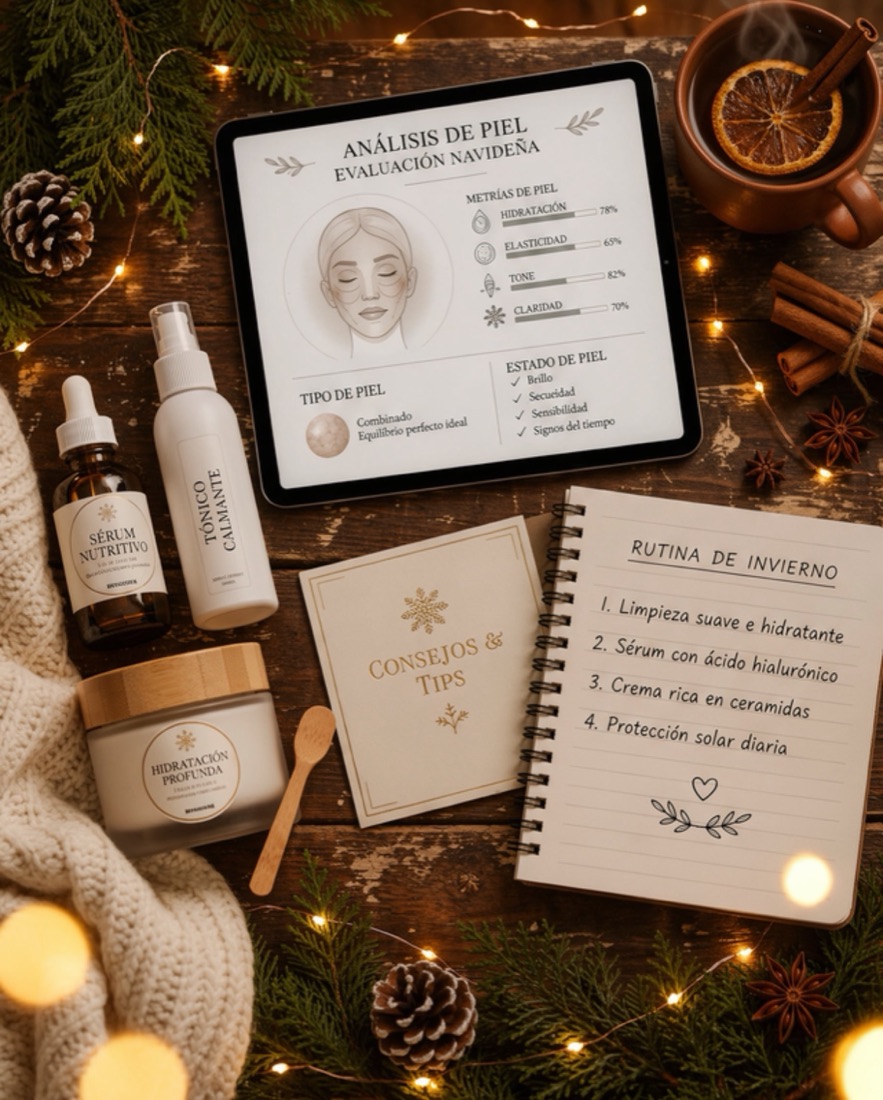 ANÁLISIS DE PIEL
EVALUACIÓN NAVIDEÑA
METRÍAS DE PIEL
HIDRATACIÓN 78%
ELASTICIDAD 65%
TONE 82%
CLARIDAD 70%
TIPO DE PIEL
Combinado
Equilibrio perfecto ideal
ESTADO DE PIEL
✓ Brillo
✓ Secueidad
✓ Sensibilidad
✓ Signos del tiempo
SÉRUM
NUTRITIVO
TÓNICO
CALMANTE
HIDRATACIÓN
PROFUNDA
CONSEJOS &
TIPS
RUTINA DE INVIERNO
1. Limpieza suave e hidratante
2. Sérum con ácido hialurónico
3. Crema rica en ceramidas
4. Protección solar diaria